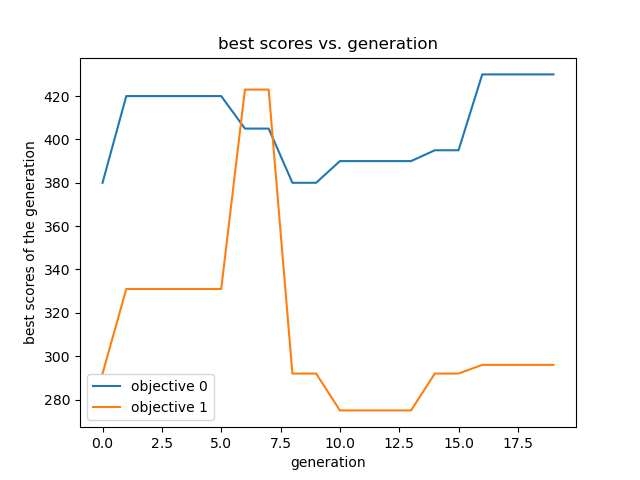 best scores vs. generation
best scores of the generation
420
400
380
360
340
320
300
280
objective 0
objective 1
0.0 2.5 5.0 7.5 10.0 12.5 15.0 17.5
generation